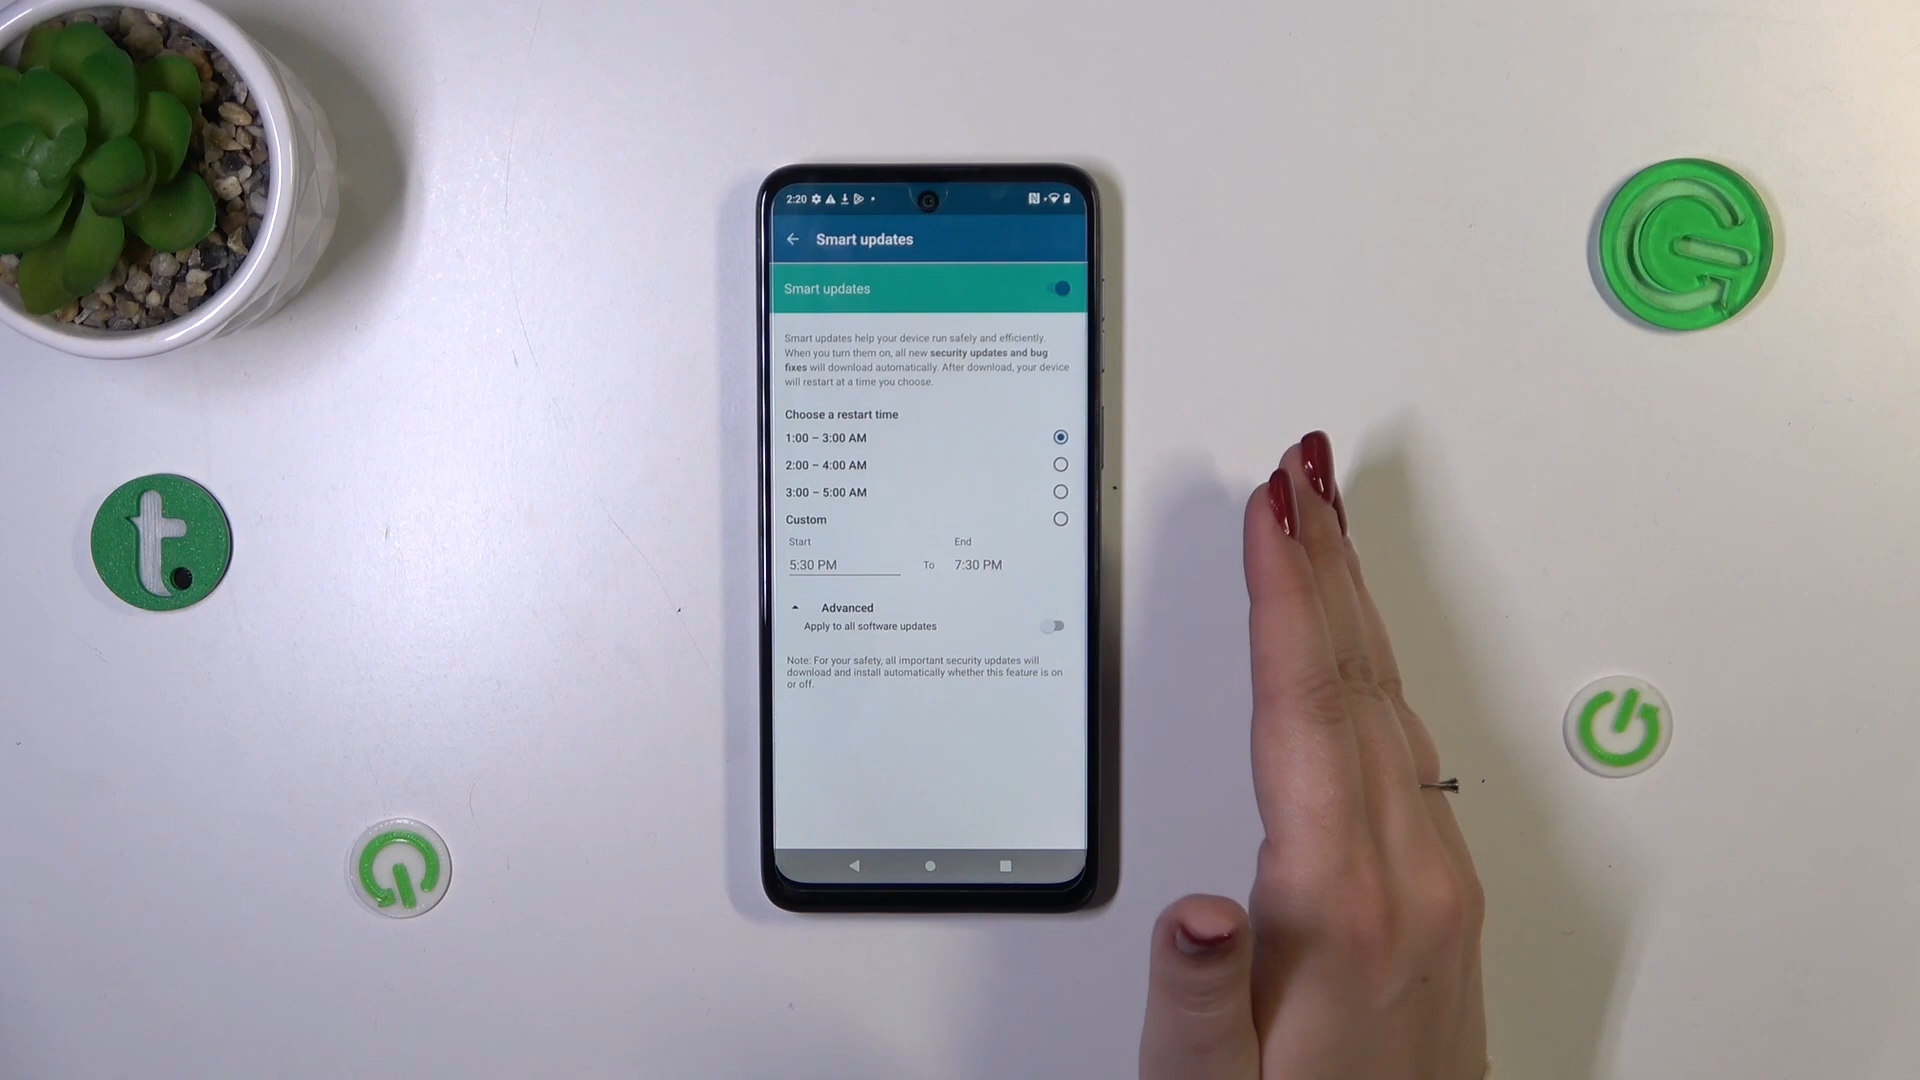 2:20
Smart updates
Smart updates
Smart updates help your device run safely and efficiently.
When you turn them on, all new security updates and bug
fixes will download automatically. After download, your device
will restart at a time you choose.
Choose a restart time
1:00 – 3:00 AM
2:00 – 4:00 AM
3:00 – 5:00 AM
Custom
Start End
5:30 PM To 7:30 PM
Advanced
Apply to all software updates
Note: For your safety, all important security updates will
download and install automatically whether this feature is on
or off.
t.